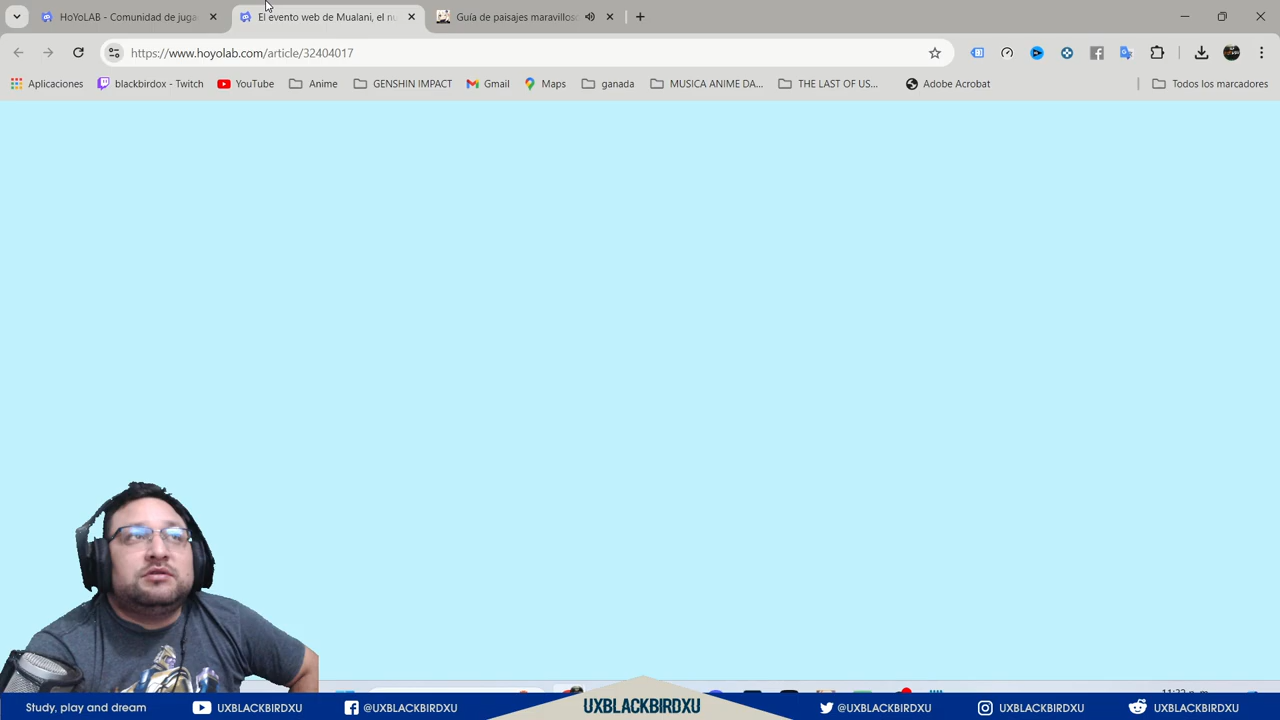 HoYoLAB - Comunidad de juga
El evento web de Mualani, el nu
Guía de paisajes maravillos
https://www.hoyolab.com/article/32404017
Aplicaciones
blackbirdox - Twitch
YouTube
Anime
GENSHIN IMPACT
Gmail
Maps
ganada
MUSICA ANIME DA...
THE LAST OF US...
Adobe Acrobat
Todos los marcadores
Study, play and dream
UXBLACKBIRDXU
@UXBLACKBIRDXU
UXBLACKBIRDXU
@UXBLACKBIRDXU
UXBLACKBIRDXU
UXBLACKBIRDXU